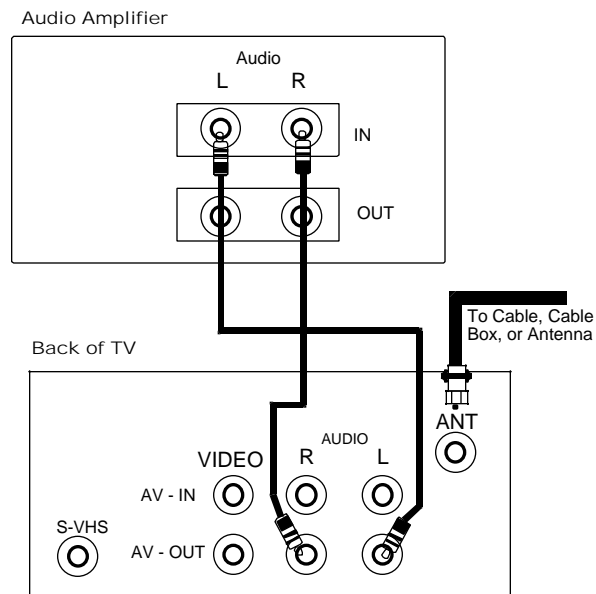 Audio Amplifier
Audio
L R
IN
OUT
To Cable, Cable
Box, or Antenna
Back of TV
ANT
AUDIO
VIDEO R L
AV - IN
S-VHS
AV - OUT